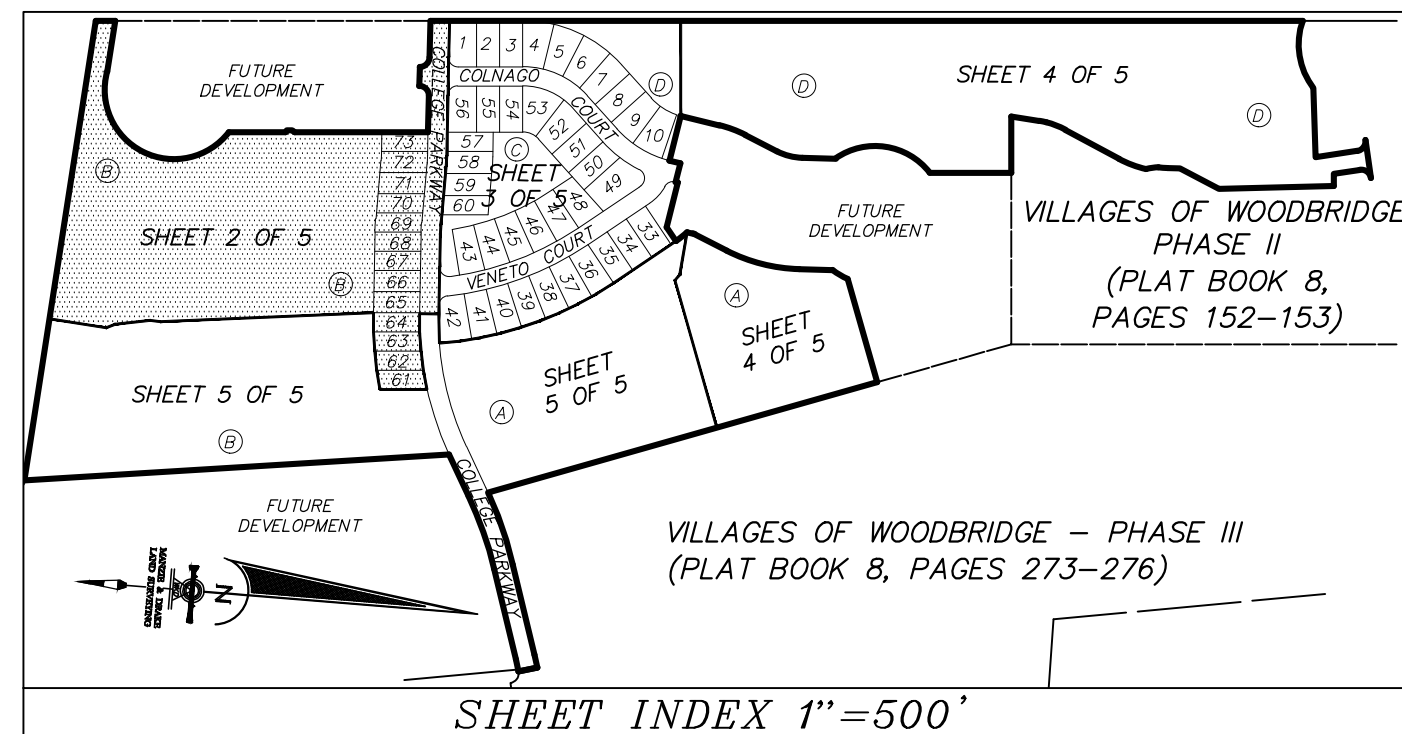 FUTURE
DEVELOPMENT
COLLEGE PARKWAY
1 2 3 4 5 6 7 8 9 10
COLNAGO COURT
D
D
SHEET 4 OF 5
D
56 55 54 53 52 51 50 49
B
73
72
71
70
69
68
67
66
65
64
63
62
61
57
58
59
60
C
SHEET
3 OF 5
SHEET 2 OF 5
B
43 44 45 46 47 48
VENETO COURT
42 41 40 39 38 37 36 35 34 33
FUTURE
DEVELOPMENT
VILLAGES OF WOODBRIDGE
PHASE II
(PLAT BOOK 8,
PAGES 152-153)
A
SHEET
4 OF 5
SHEET 5 OF 5
B
SHEET
5 OF 5
A
COLLEGE PARKWAY
FUTURE
DEVELOPMENT
VILLAGES OF WOODBRIDGE - PHASE III
(PLAT BOOK 8, PAGES 273-276)
MANZIE & DRAKE
LAND SURVEYING
N
SHEET INDEX 1"=500'